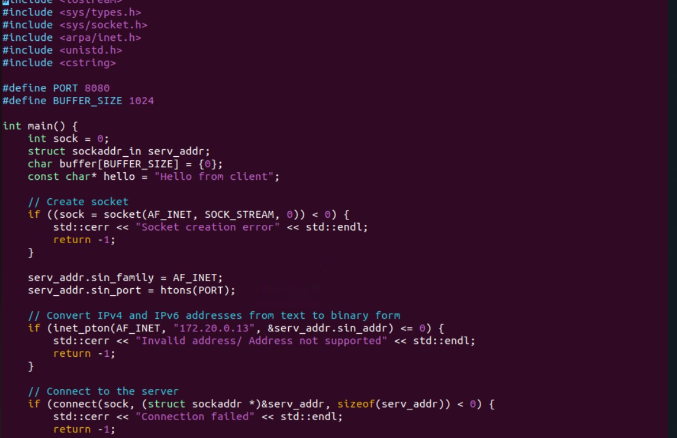 #include <iostream>
#include <sys/types.h>
#include <sys/socket.h>
#include <arpa/inet.h>
#include <unistd.h>
#include <cstring>

#define PORT 8080
#define BUFFER_SIZE 1024

int main() {
    int sock = 0;
    struct sockaddr_in serv_addr;
    char buffer[BUFFER_SIZE] = {0};
    const char* hello = "Hello from client";

    // Create socket
    if ((sock = socket(AF_INET, SOCK_STREAM, 0)) < 0) {
        std::cerr << "Socket creation error" << std::endl;
        return -1;
    }

    serv_addr.sin_family = AF_INET;
    serv_addr.sin_port = htons(PORT);

    // Convert IPv4 and IPv6 addresses from text to binary form
    if (inet_pton(AF_INET, "172.20.0.13", &serv_addr.sin_addr) <= 0) {
        std::cerr << "Invalid address/ Address not supported" << std::endl;
        return -1;
    }

    // Connect to the server
    if (connect(sock, (struct sockaddr *)&serv_addr, sizeof(serv_addr)) < 0) {
        std::cerr << "Connection failed" << std::endl;
        return -1;